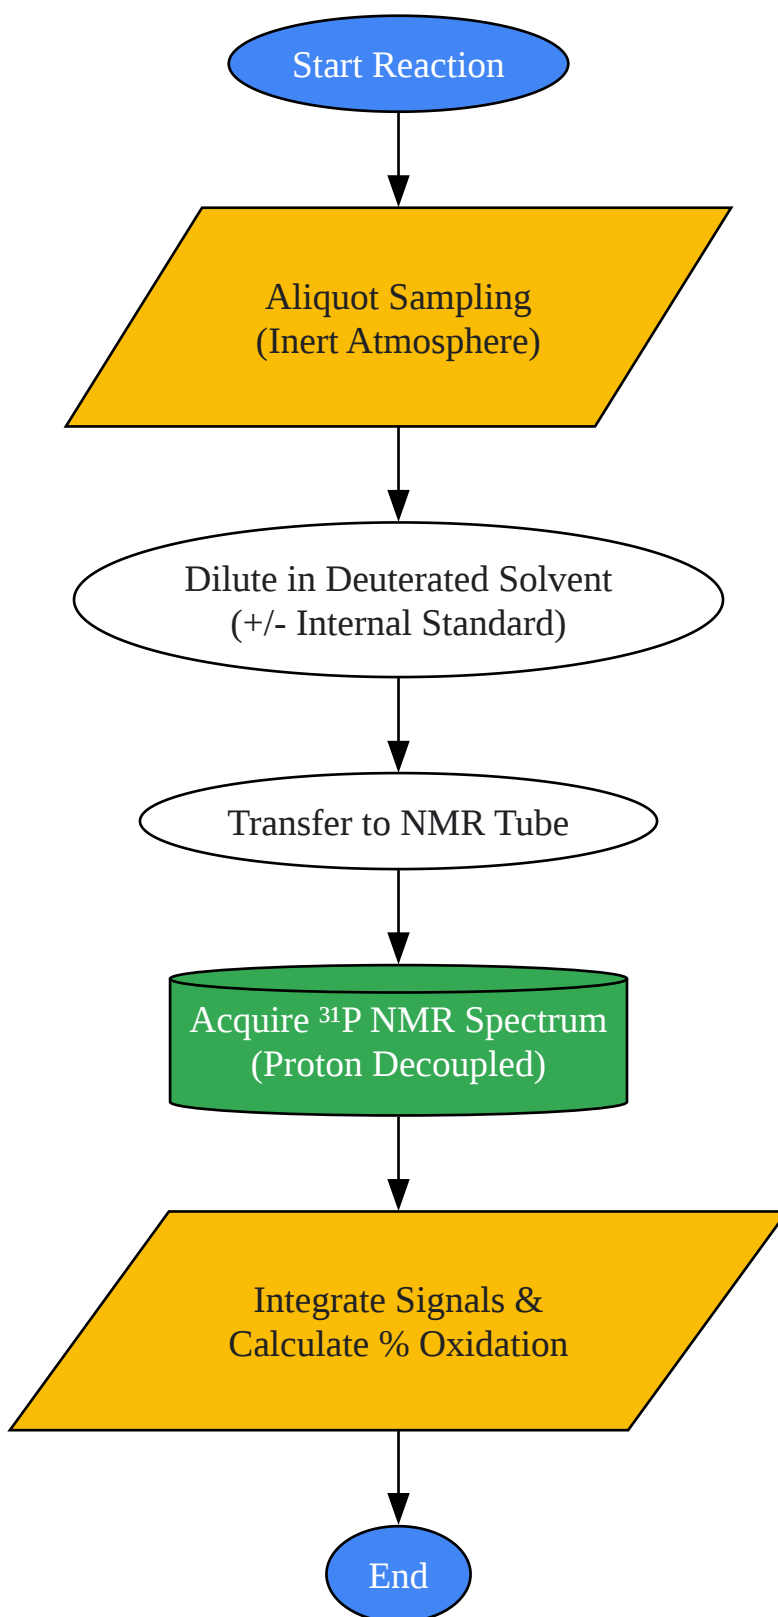 Start Reaction
Aliquot Sampling
(Inert Atmosphere)
Dilute in Deuterated Solvent
(+/- Internal Standard)
Transfer to NMR Tube
Acquire ³¹P NMR Spectrum
(Proton Decoupled)
Integrate Signals &
Calculate % Oxidation
End